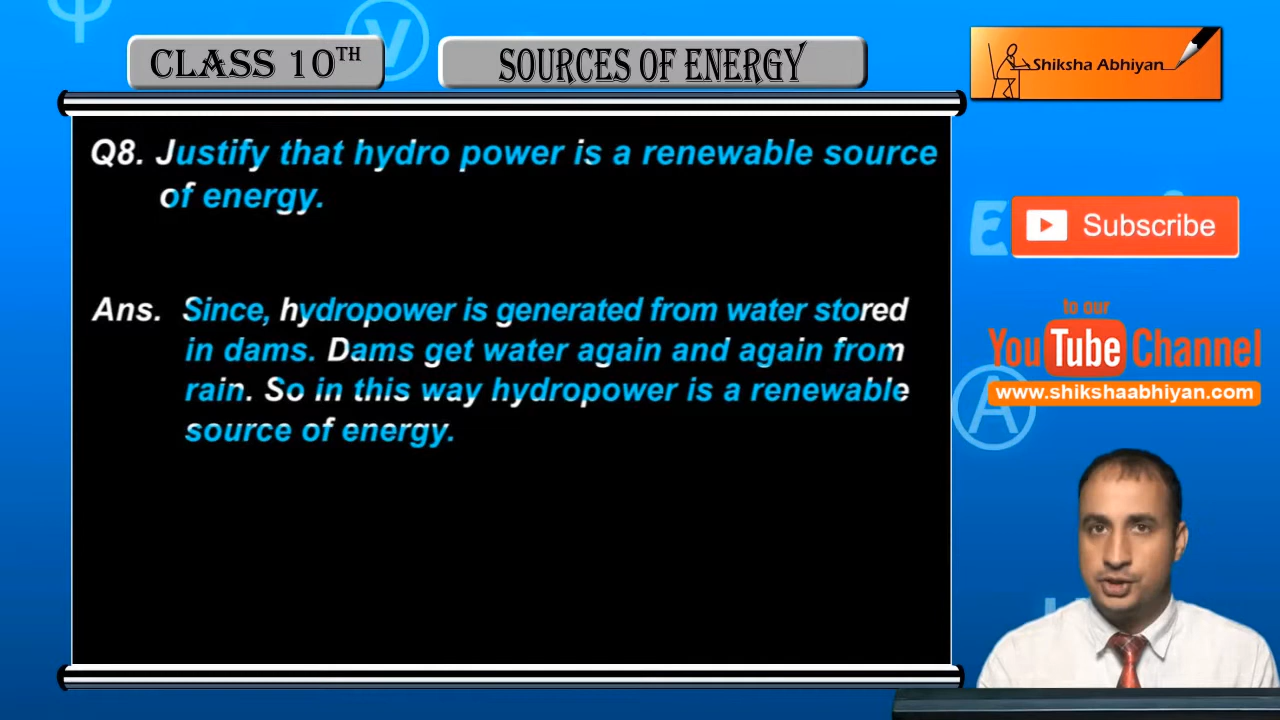 CLASS 10TH
SOURCES OF ENERGY
Shiksha Abhiyan
Q8. Justify that hydro power is a renewable source
of energy.
Subscribe
to our
YouTube Channel
www.shikshaabhiyan.com
Ans. Since, hydropower is generated from water stored
in dams. Dams get water again and again from
rain. So in this way hydropower is a renewable
source of energy.